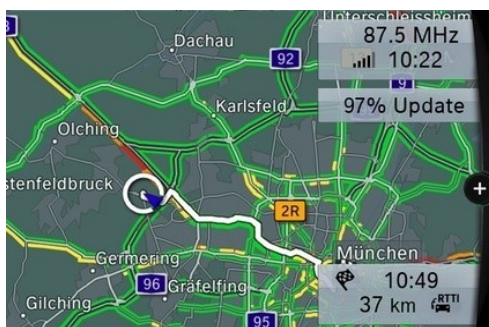 Unterschleissheim
87.5 MHz
10:22
Dachau
92
9
97% Update
Karlsfeld
Olching
stenfeldbruck
2R
Germering
München
96
Gräfelfing
10:49
37 km
RTTI
Gilching
95